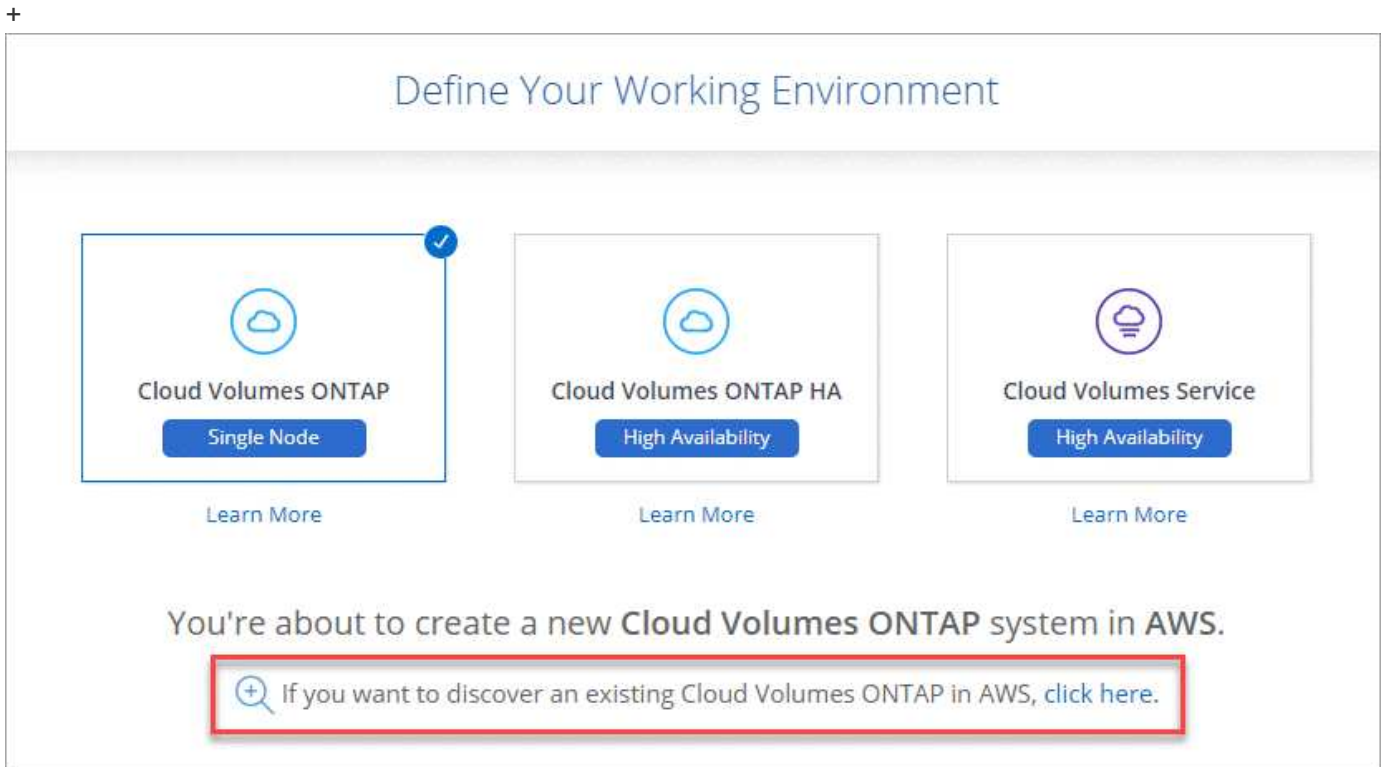 +
Define Your Working Environment
Cloud Volumes ONTAP
Single Node
Learn More
Cloud Volumes ONTAP HA
High Availability
Learn More
Cloud Volumes Service
High Availability
Learn More
You're about to create a new Cloud Volumes ONTAP system in AWS.
If you want to discover an existing Cloud Volumes ONTAP in AWS, click here.